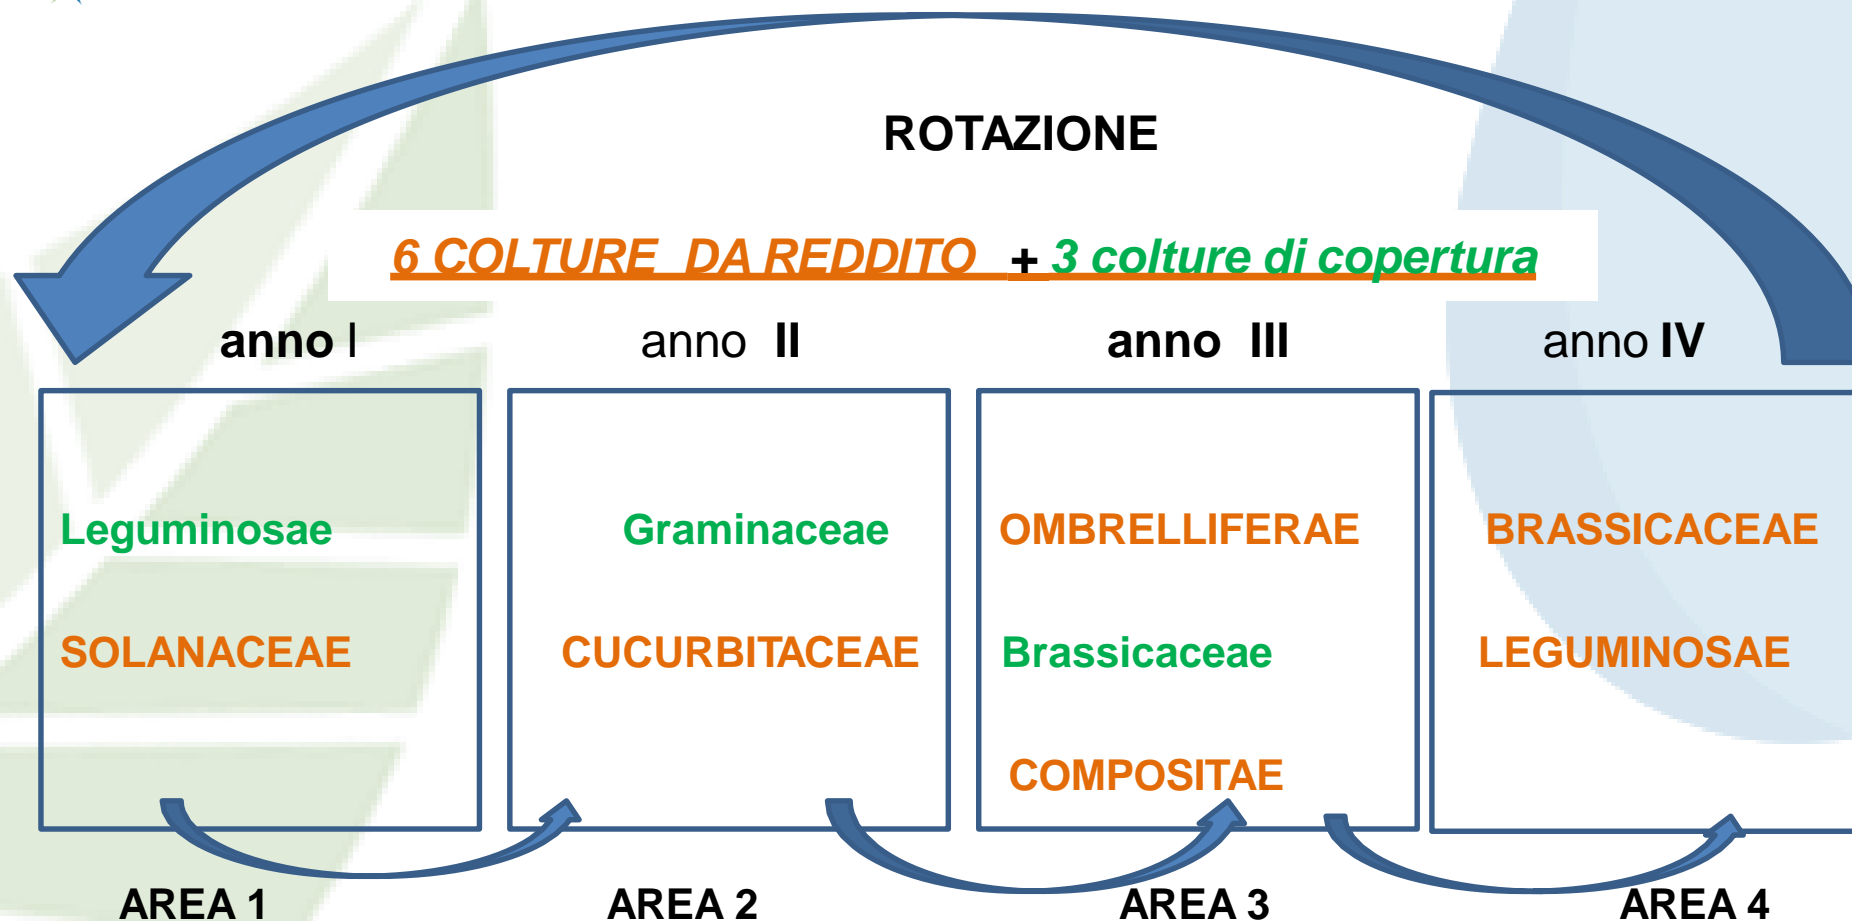 ROTAZIONE
6 COLTURE DA REDDITO + 3 colture di copertura
anno I anno II anno III anno IV
Leguminosae Graminaceae OMBRELLIFERAE BRASSICACEAE
SOLANACEAE CUCURBITACEAE Brassicaceae LEGUMINOSAE
COMPOSITAE
AREA 1 AREA 2 AREA 3 AREA 4